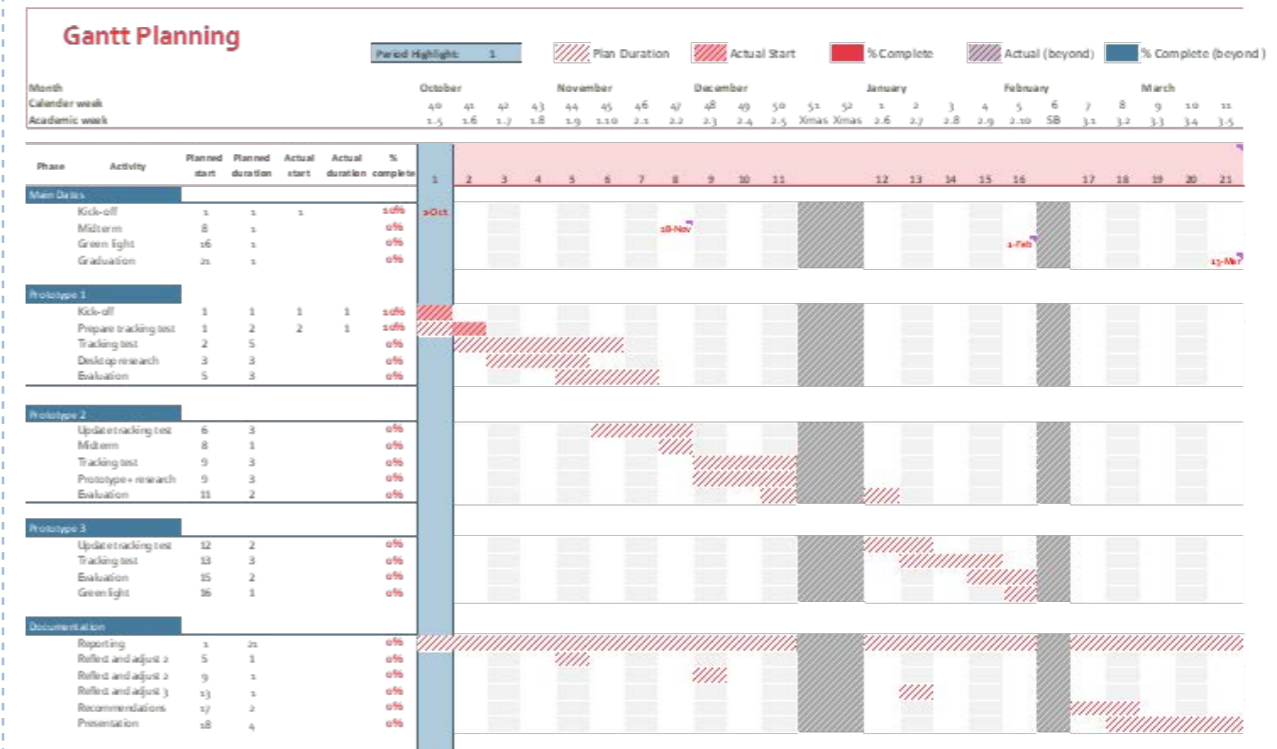 Gantt Planning
Period Highlight: 1 Plan Duration Actual Start % Complete Actual (beyond) % Complete (beyond)
Month October November December January February March
Calender week 40 41 42 43 44 45 46 47 48 49 50 51 52 1 2 3 4 5 6 7 8 9 10 11
Academic week 1.5 1.6 1.7 1.8 1.9 1.10 2.1 2.2 2.3 2.4 2.5 Xmas Xmas 2.6 2.7 2.8 2.9 2.10 SB 3.1 3.2 3.3 3.4 3.5
Phase Activity Planned start Planned duration Actual start Actual duration % complete 1 2 3 4 5 6 7 8 9 10 11 12 13 14 15 16 17 18 19 20 21
Main Dates
Kick-off 1 1 1 10% 1-Oct
Midterm 8 1 0% 18-Nov
Green light 16 1 0% 1-Feb
Graduation 21 1 0% 13-Mar
Prototype 1
Kick-off 1 1 1 1 10%
Prepare tracking test 1 2 2 1 10%
Tracking test 2 5 0%
Desktop research 3 3 0%
Evaluation 5 3 0%
Prototype 2
Update tracking test 6 3 0%
Midterm 8 1 0%
Tracking test 9 3 0%
Prototype+ research 9 3 0%
Evaluation 11 2 0%
Prototype 3
Update tracking test 12 2 0%
Tracking test 13 3 0%
Evaluation 15 2 0%
Green light 16 1 0%
Documentation
Reporting 1 21 0%
Reflect and adjust 2 5 1 0%
Reflect and adjust 2 9 1 0%
Reflect and adjust 3 13 1 0%
Recommendations 17 2 0%
Presentation 18 4 0%